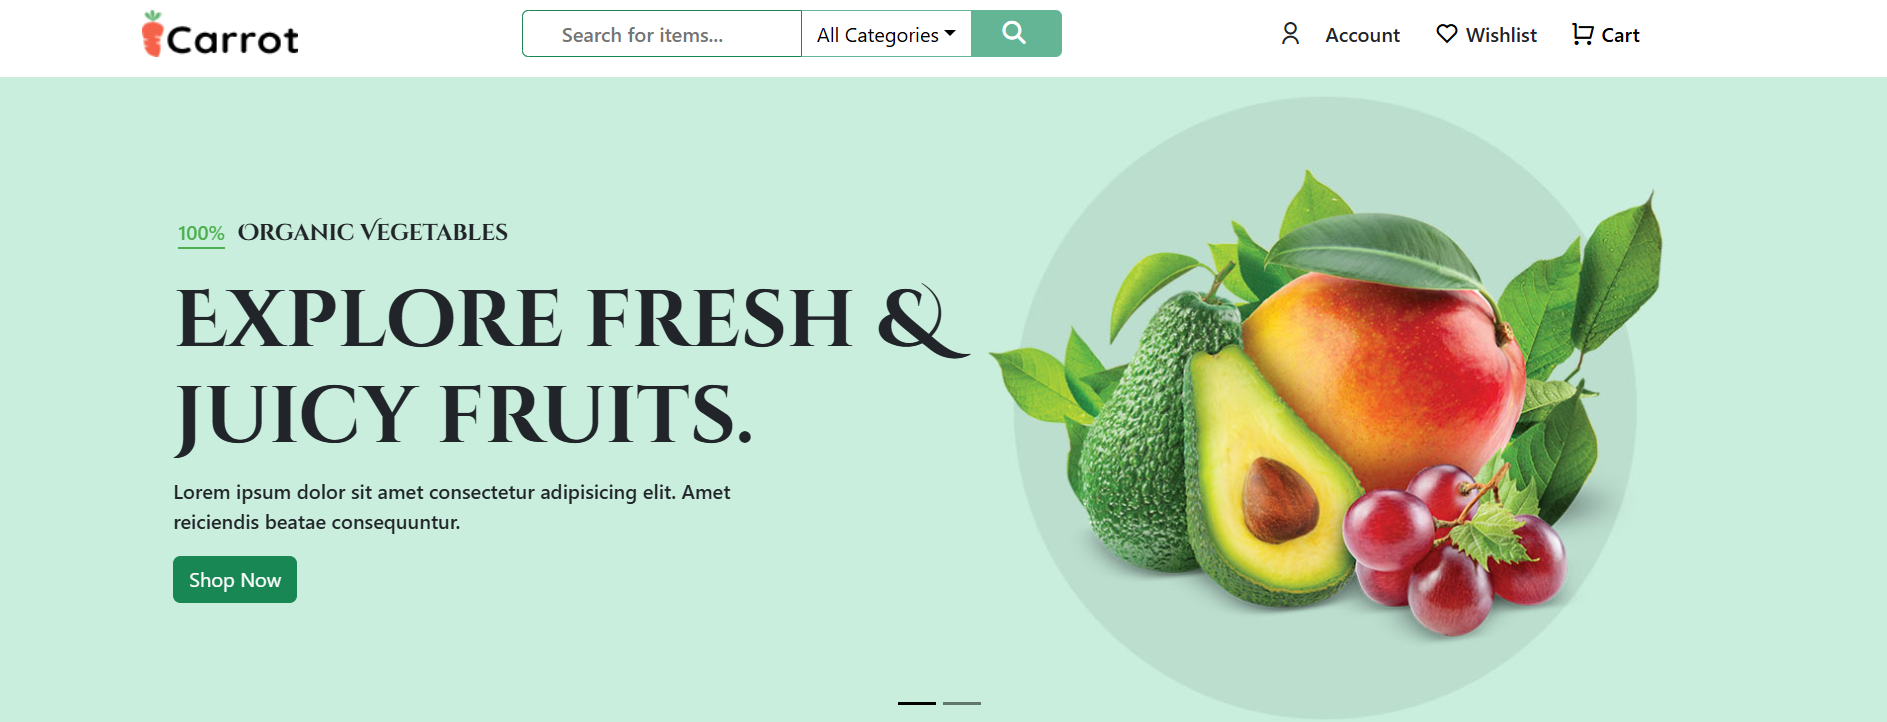 Carrot
Search for items...
All Categories
Account
Wishlist
Cart
100% Organic Vegetables
Explore fresh &
juicy fruits.
Lorem ipsum dolor sit amet consectetur adipisicing elit. Amet
reiciendis beatae consequuntur.
Shop Now